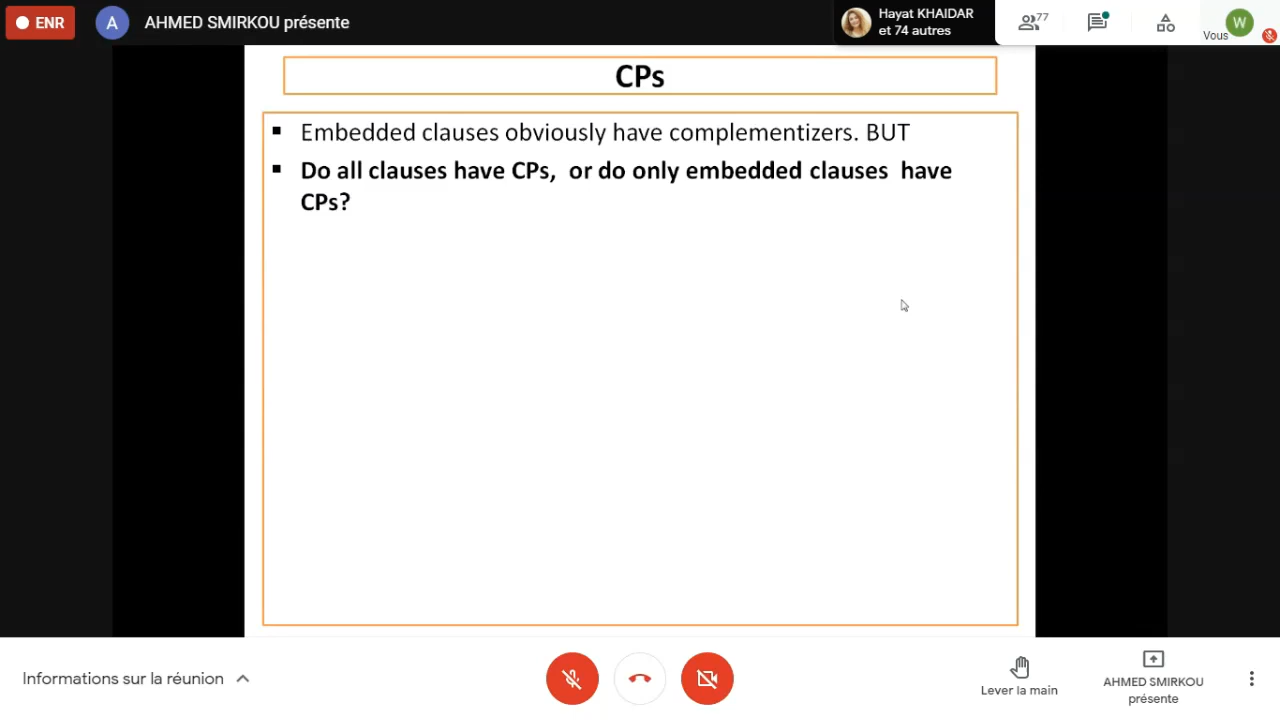 ENR
A
AHMED SMIRKOU présente
Hayat KHAIDAR
et 74 autres
77
Vous
W
CPs
▪ Embedded clauses obviously have complementizers. BUT
▪ Do all clauses have CPs, or do only embedded clauses have
CPs?
Informations sur la réunion
Lever la main
AHMED SMIRKOU
présente